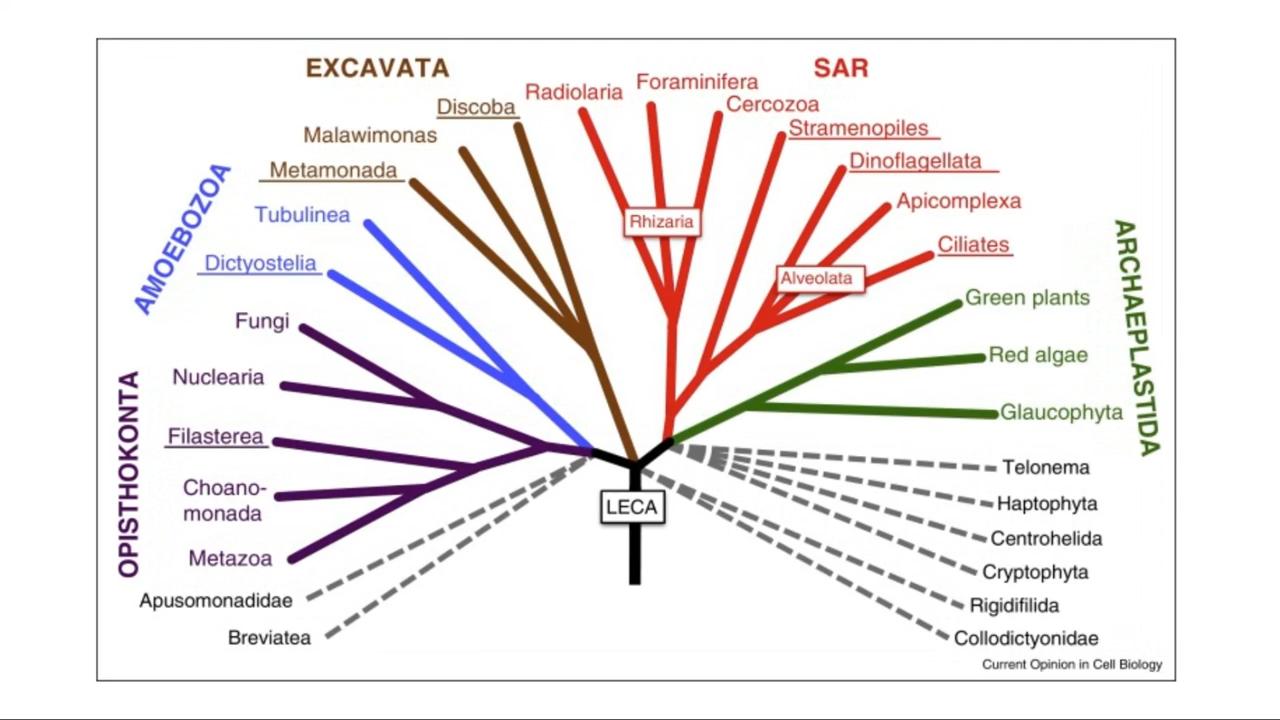 EXCAVATA
SAR
Radiolaria
Foraminifera
Cercozoa
Discoba
Malawimonas
Metamonada
Stramenopiles
Dinoflagellata
Apicomplexa
Ciliates
Rhizaria
Alveolata
AMOEBOZOA
Tubulinea
Dictyostelia
ARCHAEPLASTIDA
Green plants
Red algae
Glaucophyta
OPISTHOKONTA
Fungi
Nuclearia
Filasterea
Choano-
monada
Metazoa
Apusomonadidae
Breviatea
LECA
Telonema
Haptophyta
Centrohelida
Cryptophyta
Rigidifilida
Collodictyonidae
Current Opinion in Cell Biology